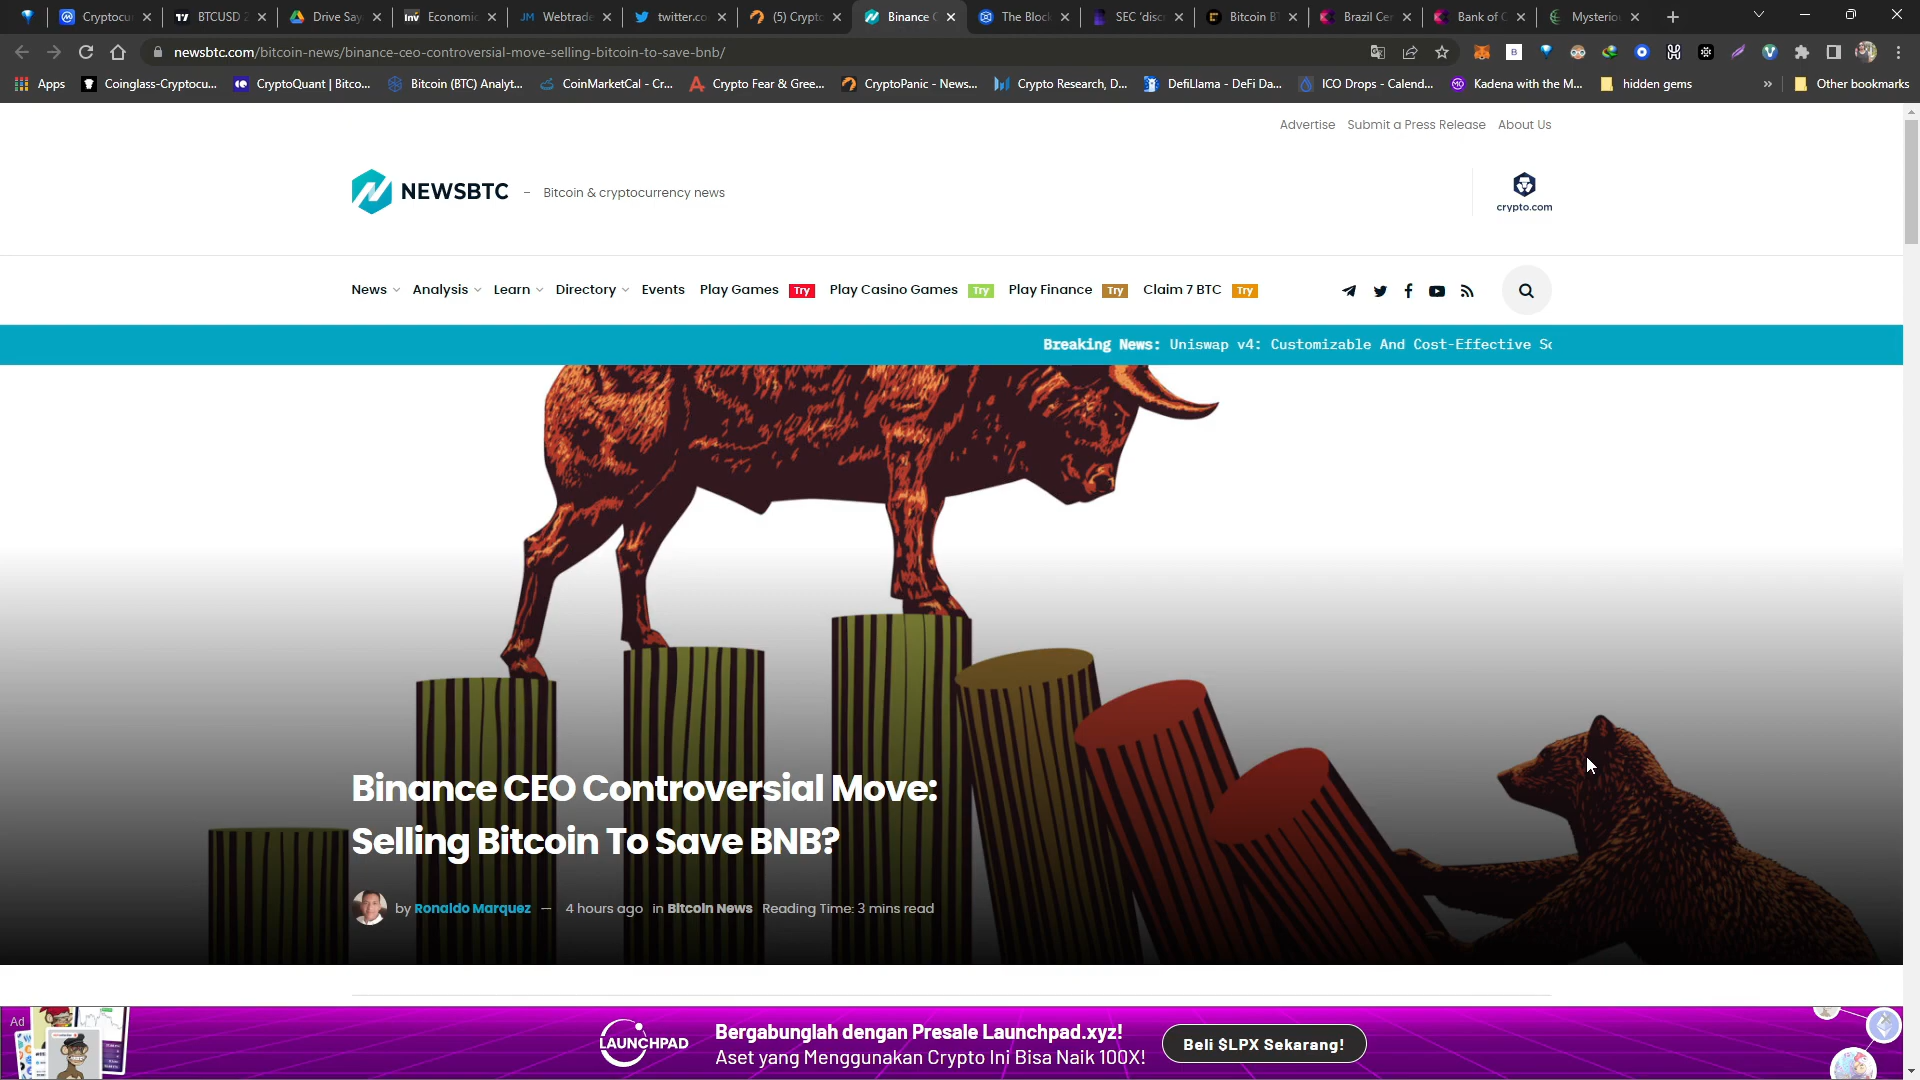 Cryptocur
BTCUSD 2
Drive Say
Economic
Webtrade
twitter.co
(5) Crypt
Binance C
The Block
SEC 'disc
Bitcoin B
Brazil Cen
Bank of C
Mysteriou
newsbtc.com/bitcoin-news/binance-ceo-controversial-move-selling-bitcoin-to-save-bnb/
Apps
Coinglass-Cryptocu...
CryptoQuant | Bitco...
Bitcoin (BTC) Analyt...
CoinMarketCal - Cr...
Crypto Fear & Gree...
CryptoPanic - News...
Crypto Research, D...
DefiLlama - DeFi Da...
ICO Drops - Calend...
Kadena with the M...
hidden gems
»
Other bookmarks
Advertise
Submit a Press Release
About Us
NEWSBTC
- Bitcoin & cryptocurrency news
crypto.com
News
Analysis
Learn
Directory
Events
Play Games Try
Play Casino Games Try
Play Finance Try
Claim 7 BTC Try
Breaking News: Uniswap v4: Customizable And Cost-Effective Sc
Binance CEO Controversial Move:
Selling Bitcoin To Save BNB?
by Ronaldo Marquez — 4 hours ago in Bitcoin News Reading Time: 3 mins read
Ad
LAUNCHPAD
Bergabunglah dengan Presale Launchpad.xyz!
Aset yang Menggunakan Crypto Ini Bisa Naik 100X!
Beli $LPX Sekarang!